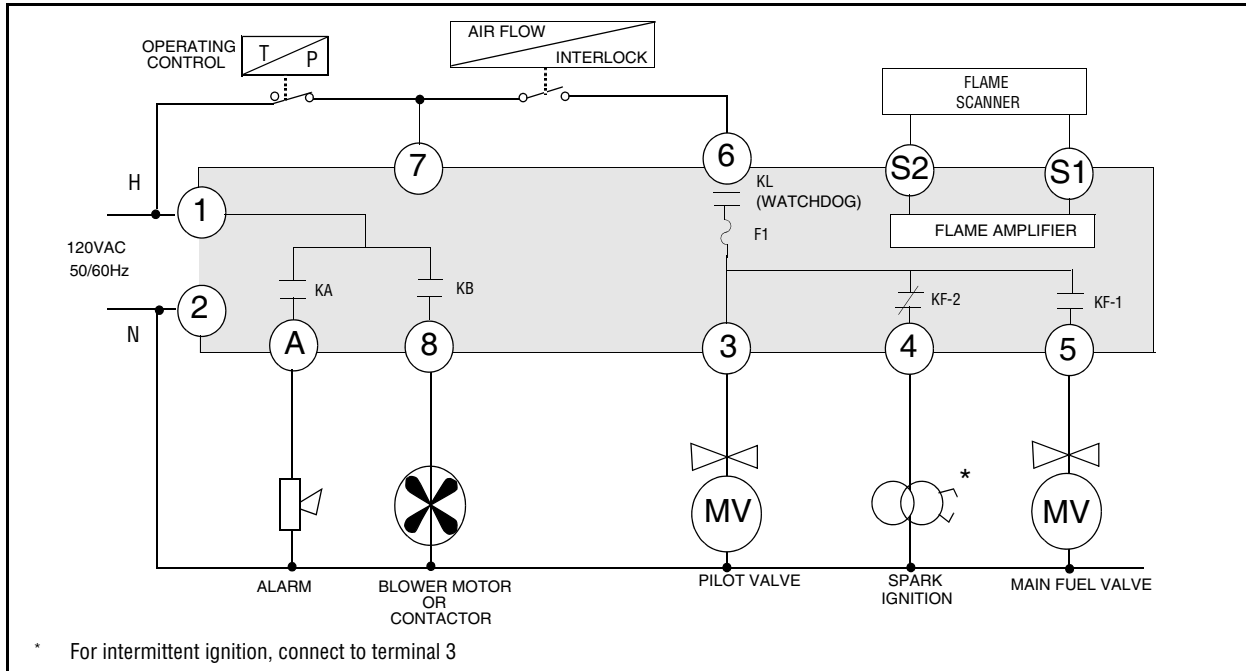 OPERATING
CONTROL
T
P
AIR FLOW
INTERLOCK
FLAME
SCANNER
7
6
S2
S1
H
1
KL
(WATCHDOG)
F1
FLAME AMPLIFIER
120VAC
50/60Hz
KA
KB
KF-2
KF-1
2
N
A
8
3
4
5
*
MV
MV
ALARM
BLOWER MOTOR
OR
CONTACTOR
PILOT VALVE
SPARK
IGNITION
MAIN FUEL VALVE
* For intermittent ignition, connect to terminal 3